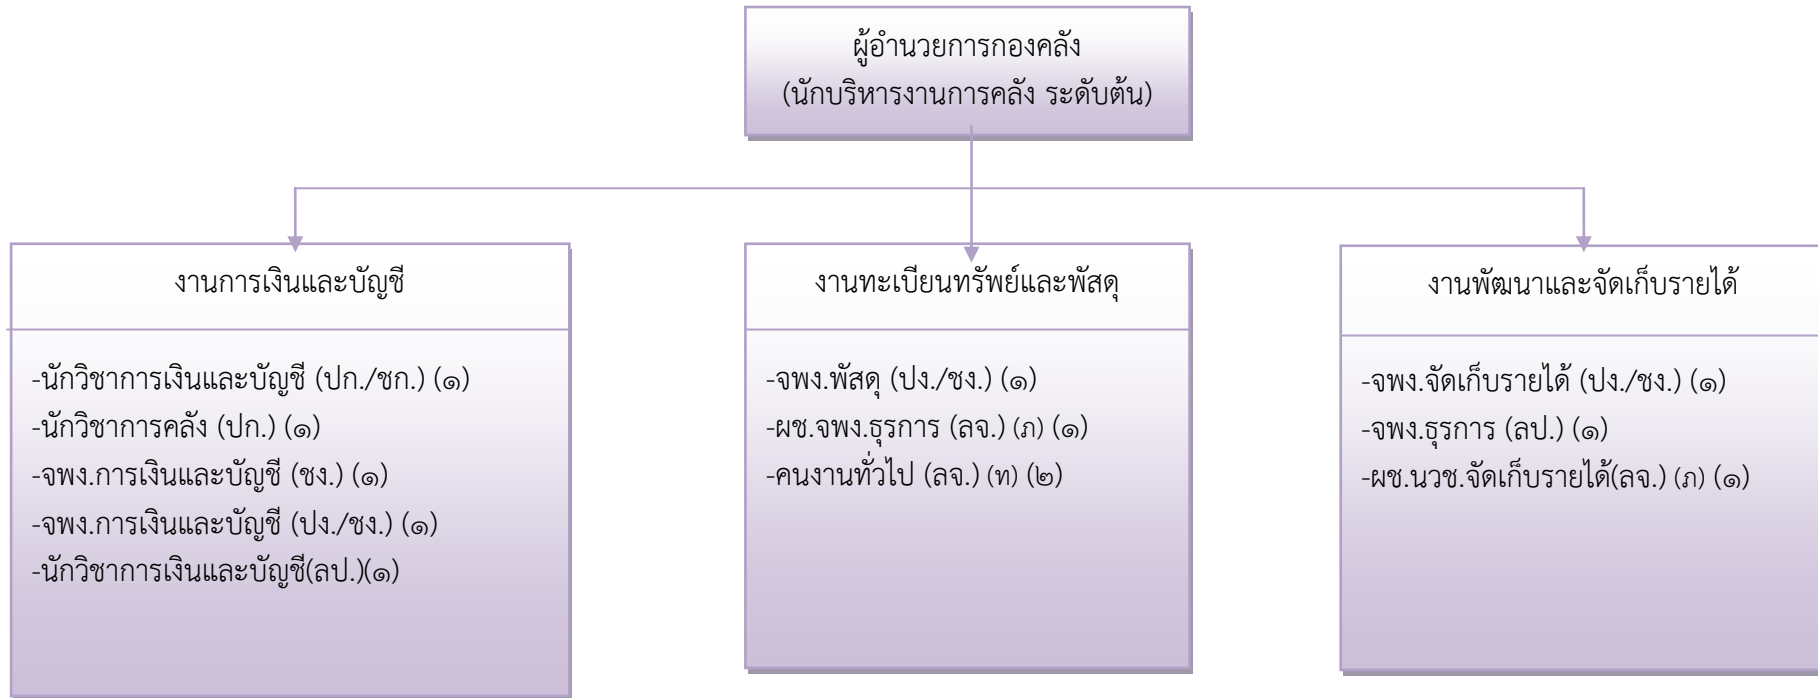 ผู้อำนวยการกองคลัง
(นักบริหารงานการคลัง ระดับต้น)
งานการเงินและบัญชี
-นักวิชาการเงินและบัญชี (ปก./ชก.) (๑)
-นักวิชาการคลัง (ปก.) (๑)
-จพง.การเงินและบัญชี (ชง.) (๑)
-จพง.การเงินและบัญชี (ปง./ชง.) (๑)
-นักวิชาการเงินและบัญชี(ลป.)(๑)
งานทะเบียนทรัพย์และพัสดุ
-จพง.พัสดุ (ปง./ชง.) (๑)
-ผช.จพง.ธุรการ (ลจ.) (ภ) (๑)
-คนงานทั่วไป (ลจ.) (ท) (๒)
งานพัฒนาและจัดเก็บรายได้
-จพง.จัดเก็บรายได้ (ปง./ชง.) (๑)
-จพง.ธุรการ (ลป.) (๑)
-ผช.นวช.จัดเก็บรายได้(ลจ.) (ภ) (๑)